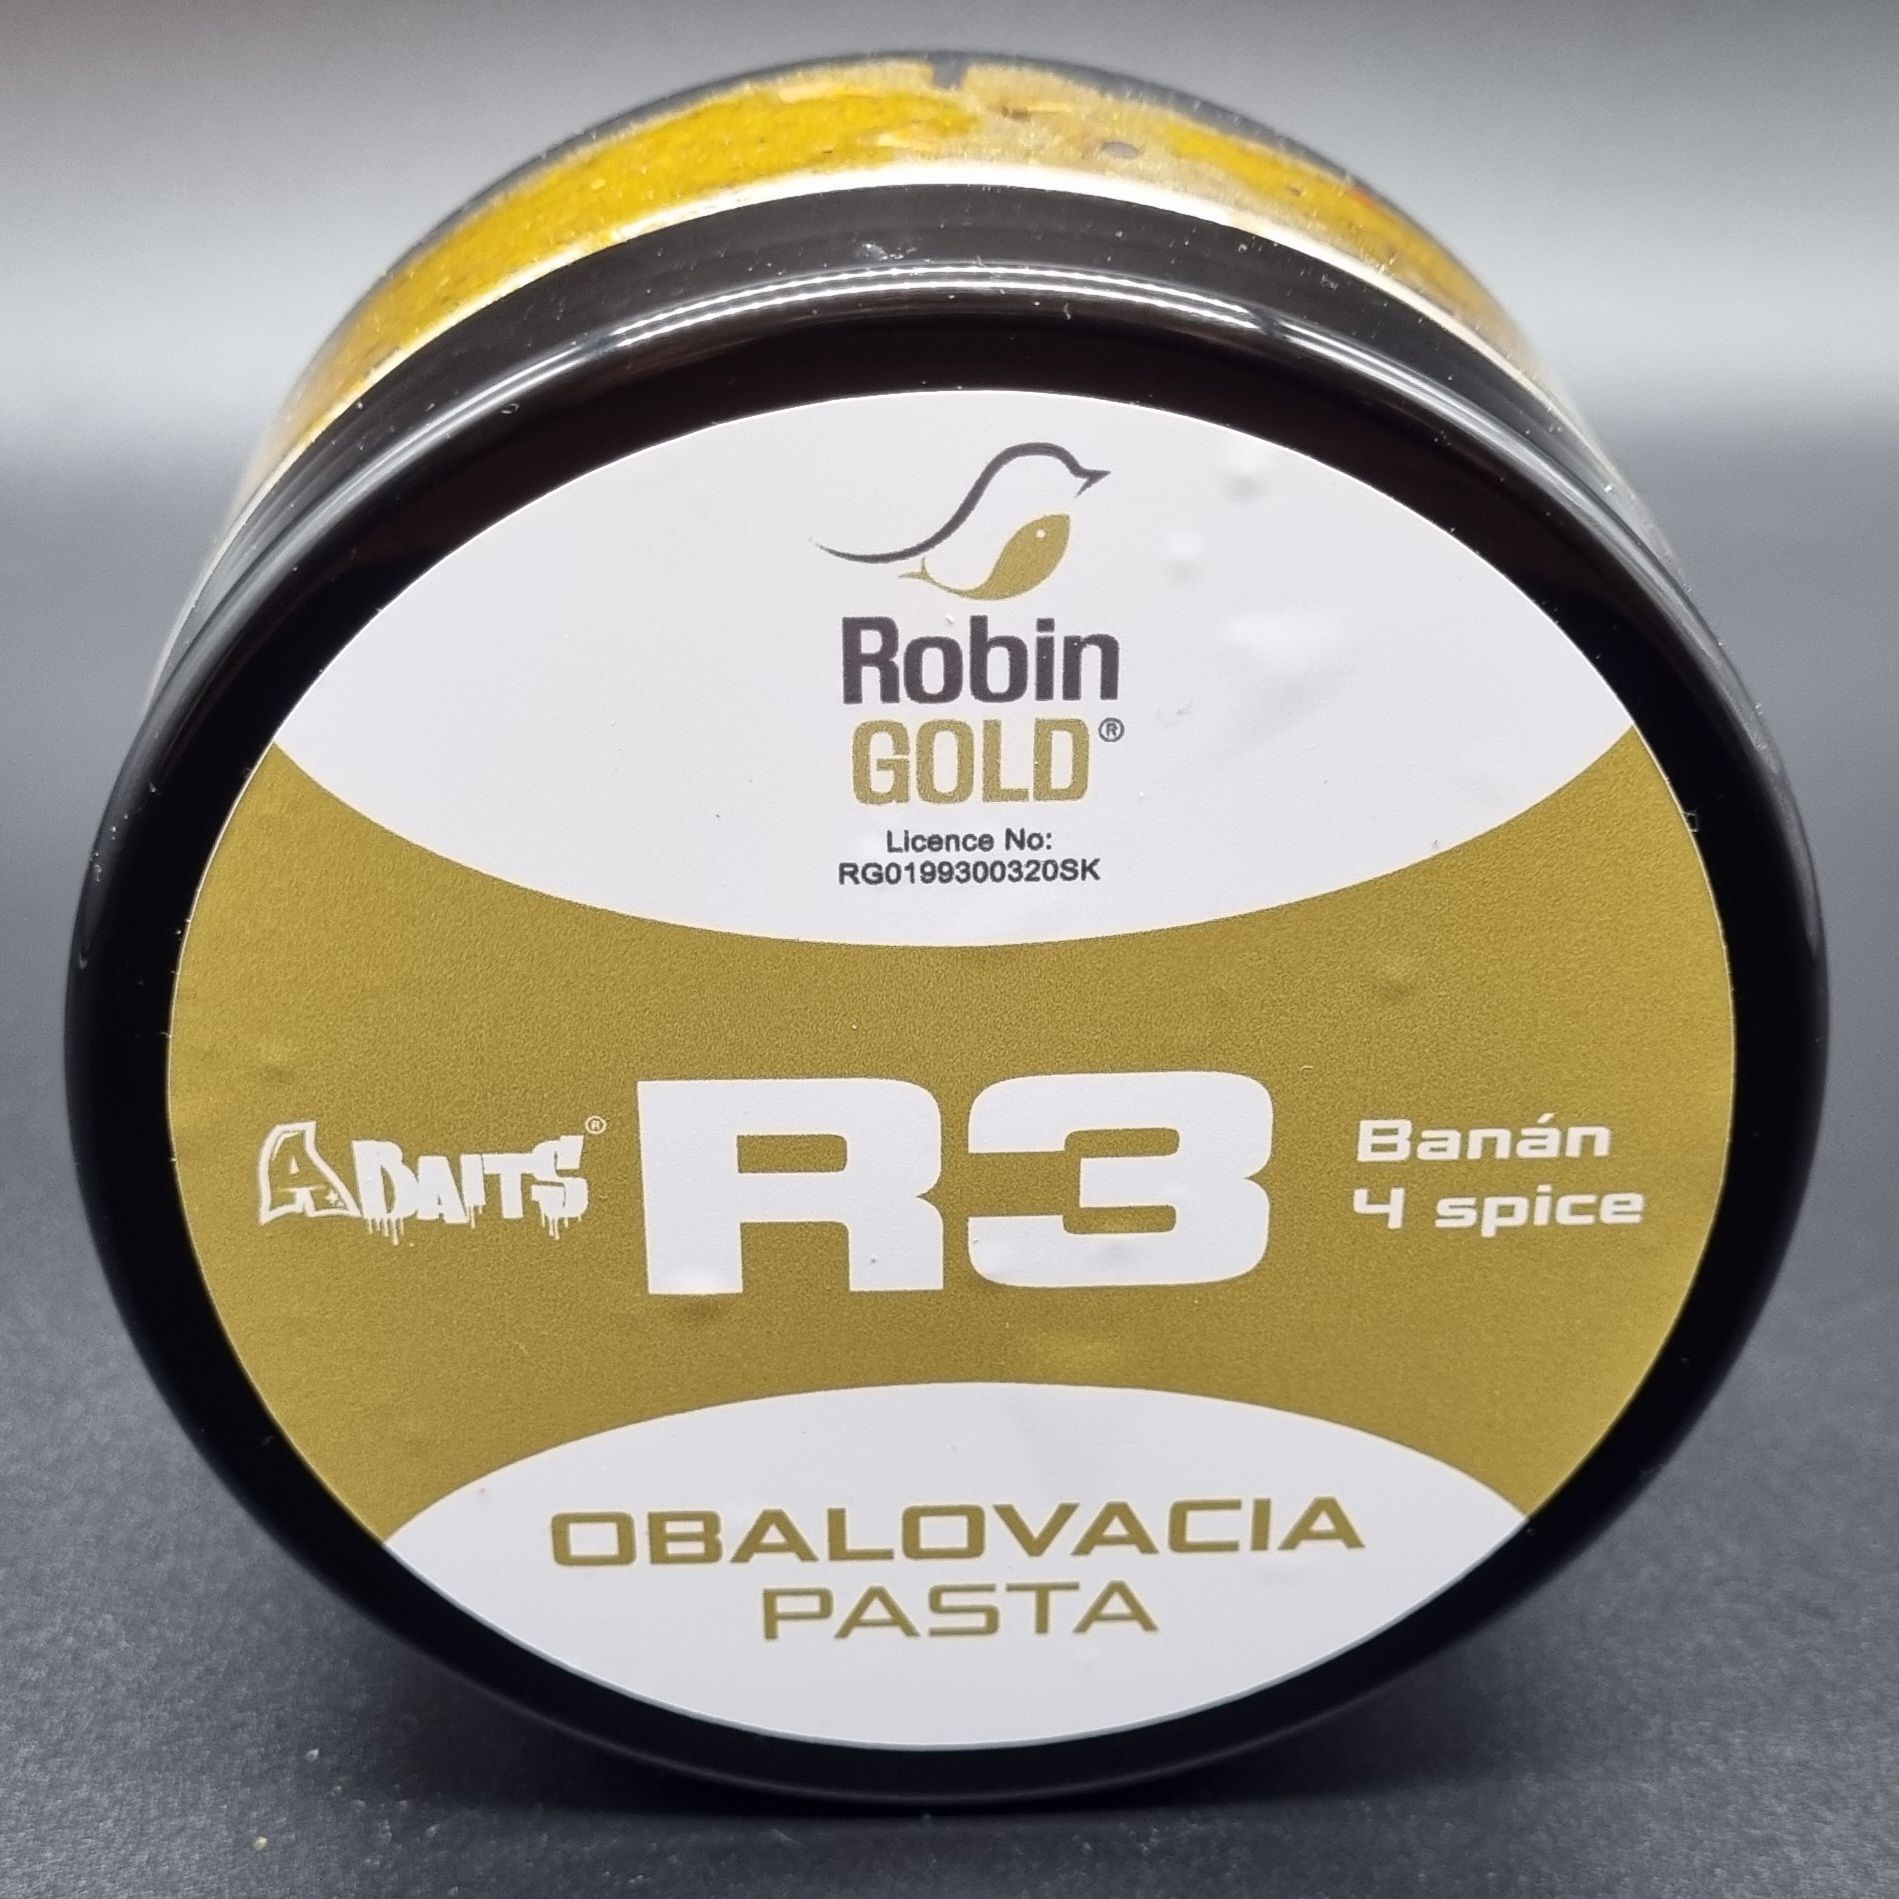 Robin
GOLD®
Licence No:
RG0199300320SK
A BAITS®
R3
Banán
4 spice
OBALOVACIA
PASTA